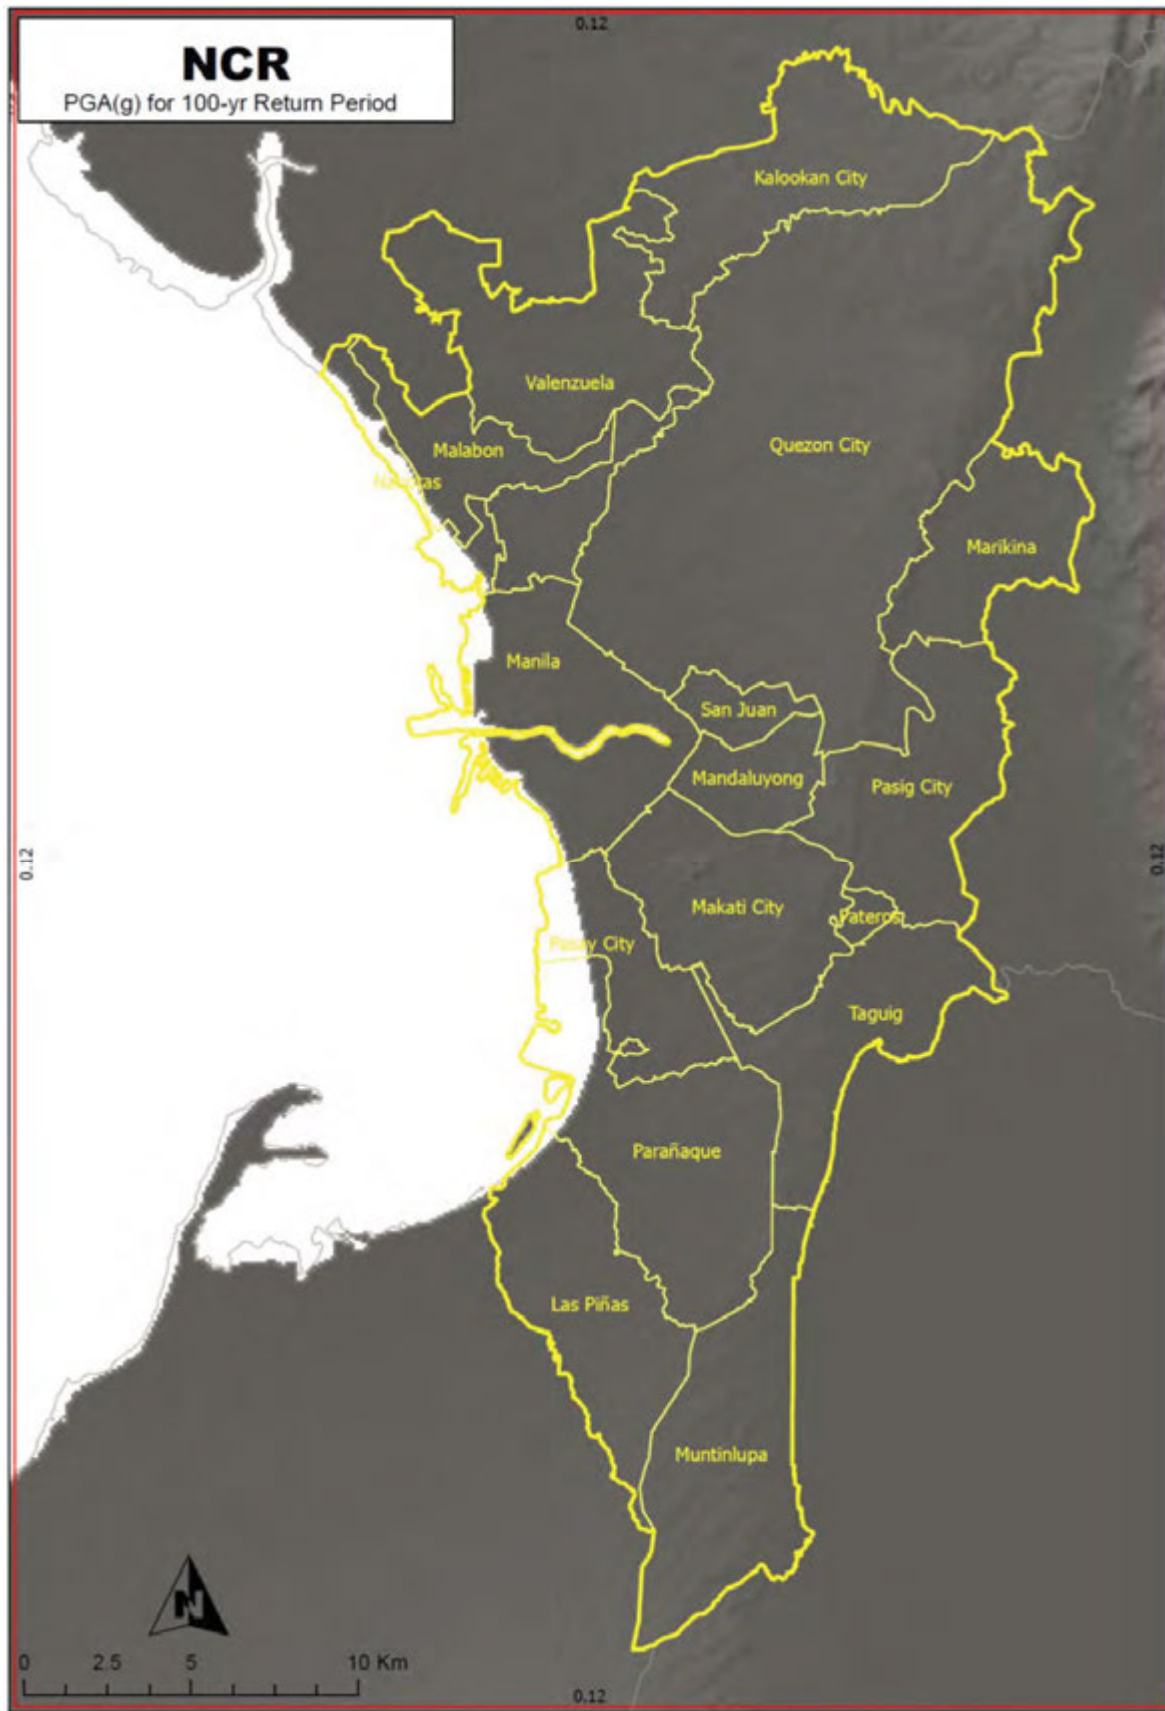 0.12
NCR
PGA(g) for 100-yr Return Period
Kalookan City
Valenzuela
Quezon City
Malabon
Marikina
Manila
San Juan
Mandaluyong
Pasig City
0.12
0.12
Makati City
Pateros
Pasay City
Taguig
Parañaque
Las Piñas
Muntinlupa
N
0 2.5 5 10 Km
0.12